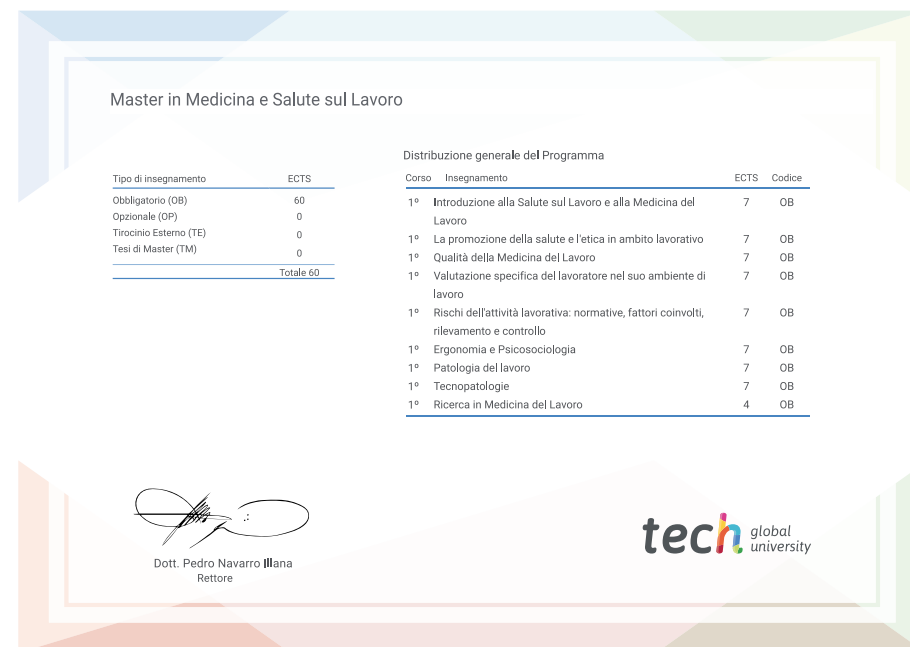 Master in Medicina e Salute sul Lavoro
Tipo di insegnamento ECTS
Obbligatorio (OB) 60
Opzionale (OP) 0
Tirocinio Esterno (TE) 0
Tesi di Master (TM) 0
Totale 60
Distribuzione generale del Programma
Corso Insegnamento ECTS Codice
1º Introduzione alla Salute sul Lavoro e alla Medicina del 7 OB
Lavoro
1º La promozione della salute e l'etica in ambito lavorativo 7 OB
1º Qualità della Medicina del Lavoro 7 OB
1º Valutazione specifica del lavoratore nel suo ambiente di 7 OB
lavoro
1º Rischi dell'attività lavorativa: normative, fattori coinvolti, 7 OB
rilevamento e controllo
1º Ergonomia e Psicosociologia 7 OB
1º Patologia del lavoro 7 OB
1º Tecnopatologie 7 OB
1º Ricerca in Medicina del Lavoro 4 OB
Dott. Pedro Navarro Illana
Rettore
tech global
university